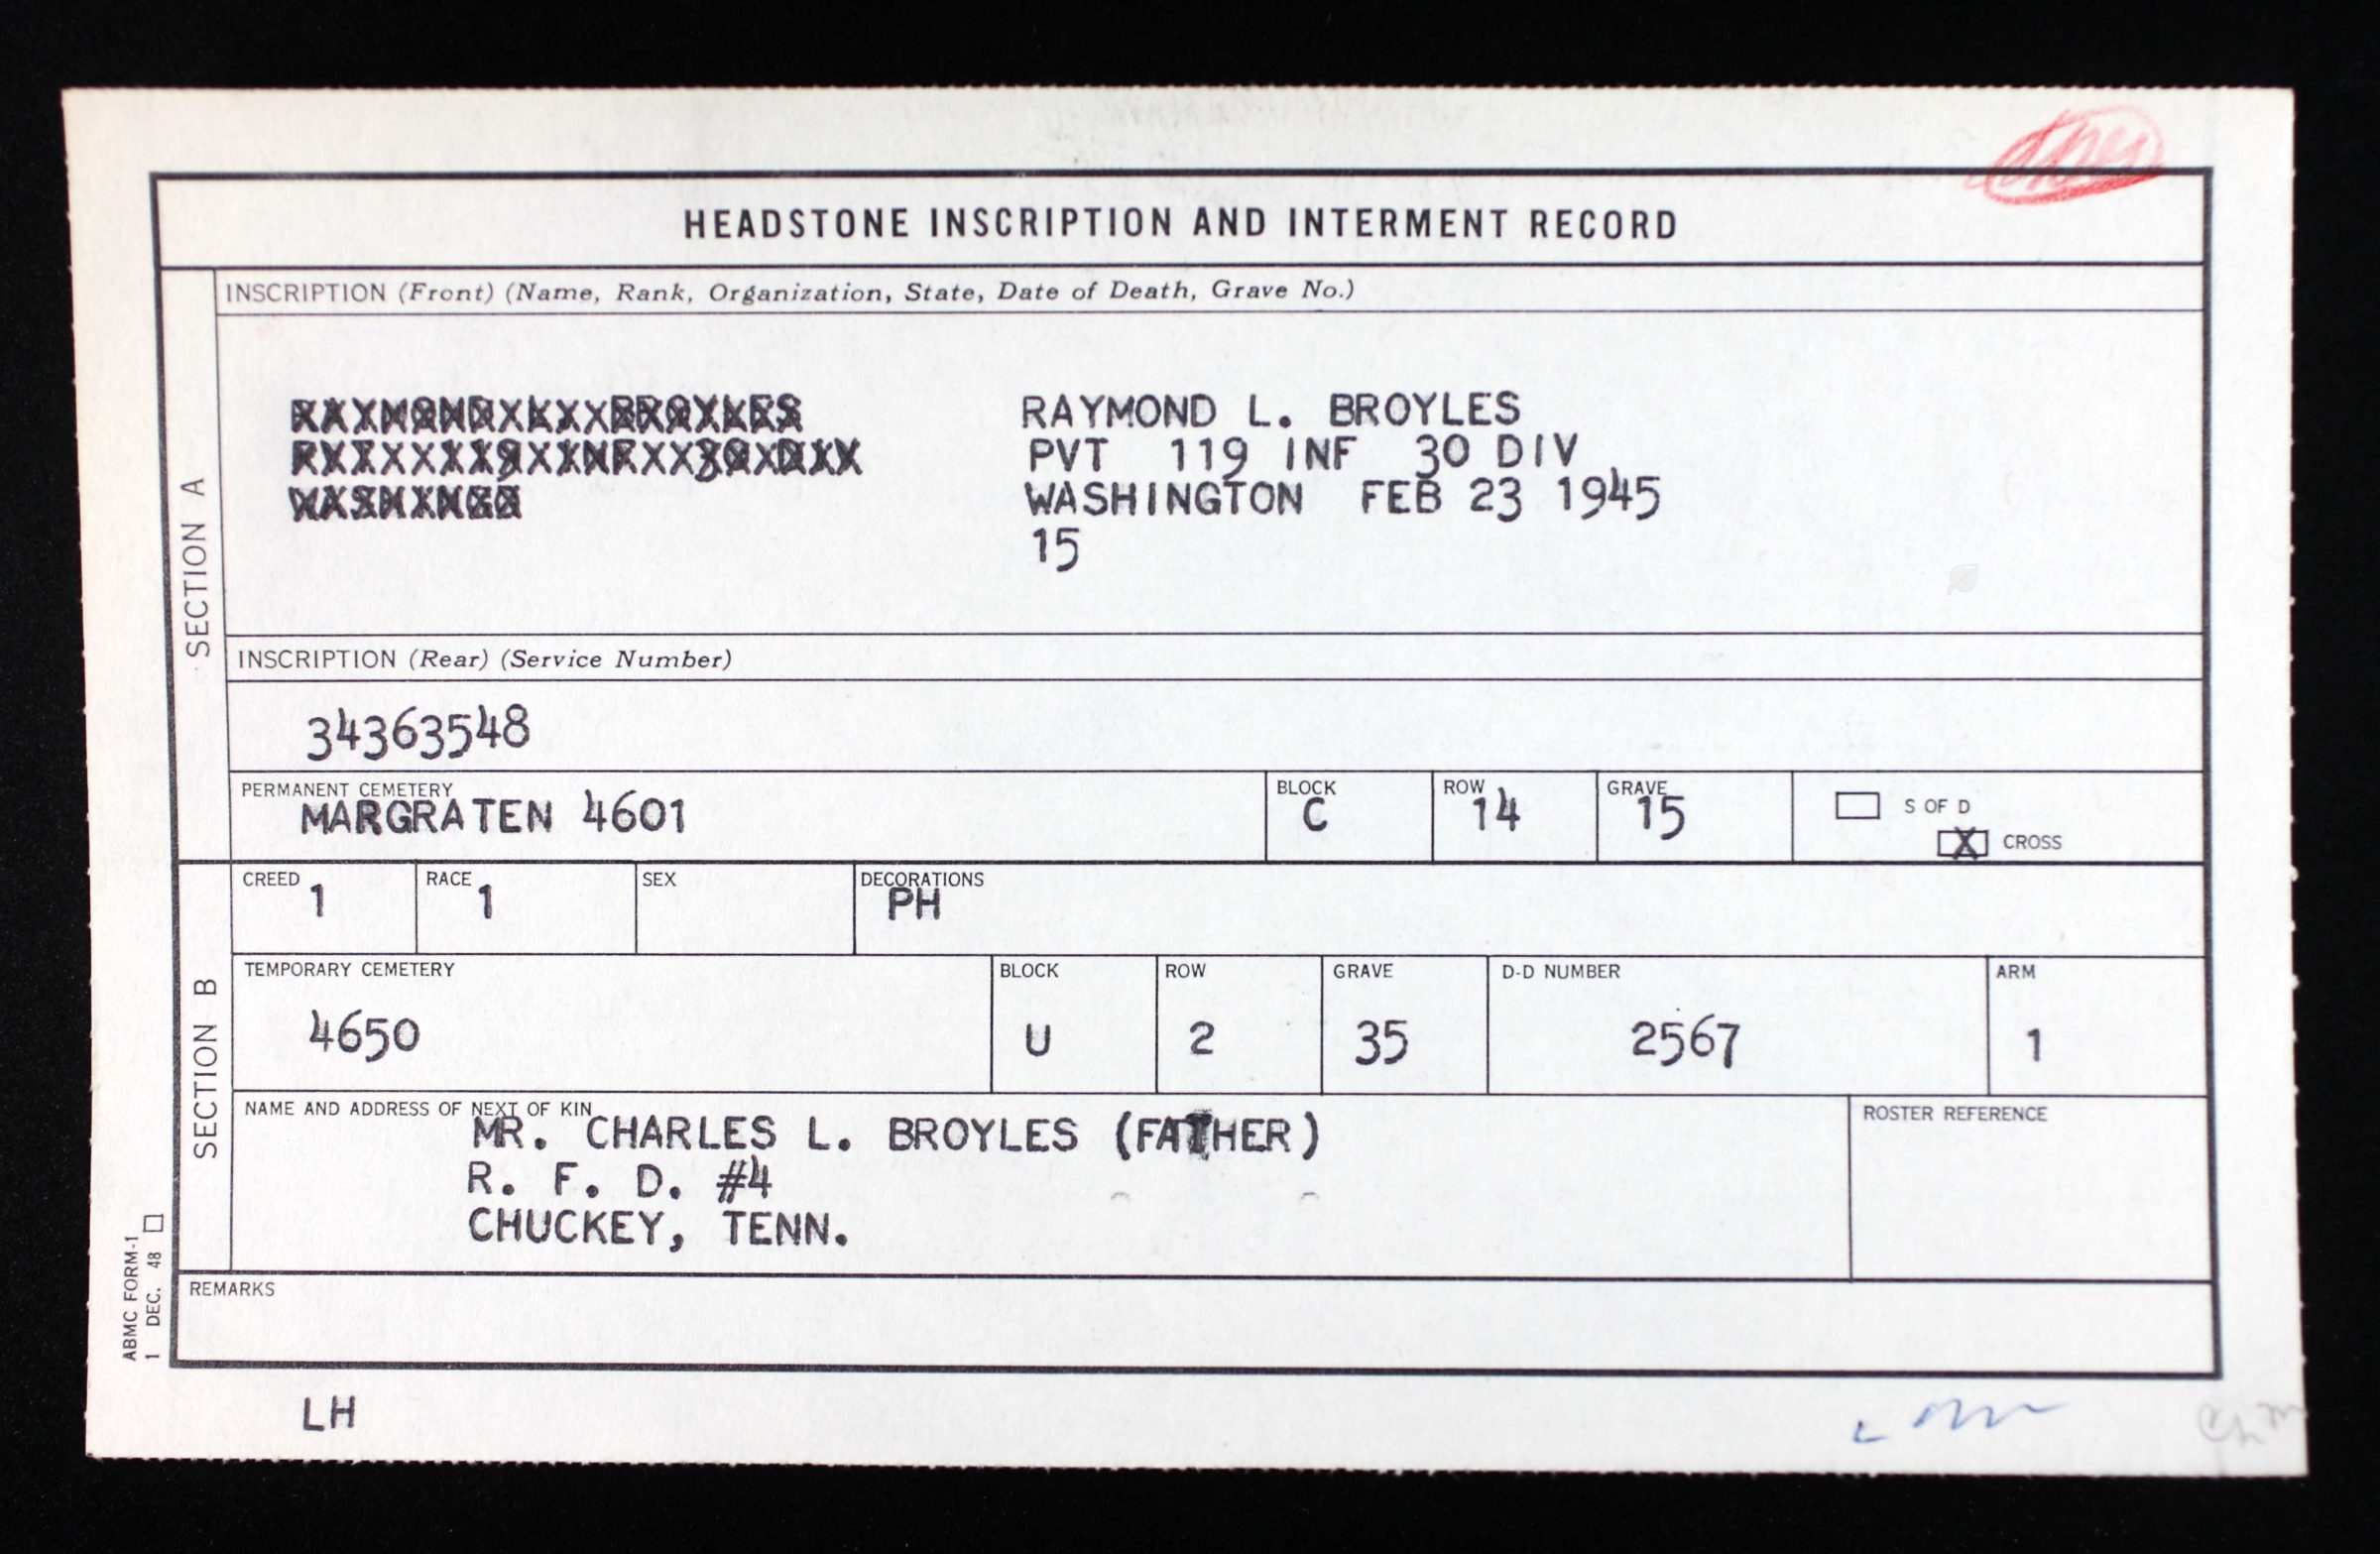 HEADSTONE INSCRIPTION AND INTERMENT RECORD
SECTION A
INSCRIPTION (Front) (Name, Rank, Organization, State, Date of Death, Grave No.)
RAYMOND L. BROYLES
PVT 119 INF 30 DIV
WASHINGTON FEB 23 1945
15
INSCRIPTION (Rear) (Service Number)
34363548
PERMANENT CEMETERY
MARGRATEN 4601
BLOCK
C
ROW
14
GRAVE
15
S OF D
X CROSS
SECTION B
CREED
1
RACE
1
SEX
DECORATIONS
PH
TEMPORARY CEMETERY
4650
BLOCK
U
ROW
2
GRAVE
35
D-D NUMBER
2567
ARM
1
NAME AND ADDRESS OF NEXT OF KIN
MR. CHARLES L. BROYLES (FATHER)
R. F. D. #4
CHUCKEY, TENN.
ROSTER REFERENCE
REMARKS
ABMC FORM-1
1 DEC. 48
LH